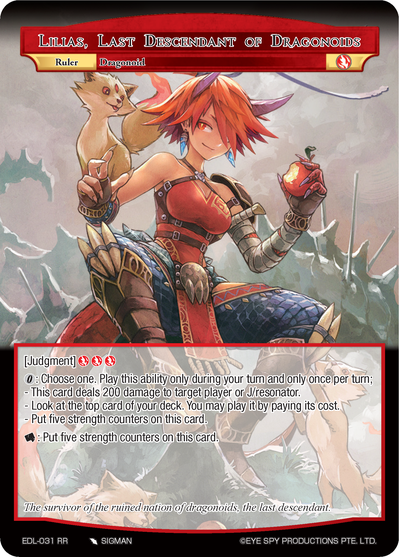 Lilias, Last Descendant of Dragonoids
Ruler Dragonoid
[Judgment]
0 : Choose one. Play this ability only during your turn and only once per turn;
- This card deals 200 damage to target player or J/resonator.
- Look at the top card of your deck. You may play it by paying its cost.
- Put five strength counters on this card.
: Put five strength counters on this card.
The survivor of the ruined nation of dragonoids, the last descendant.
EDL-031 RR SIGMAN ©EYE SPY PRODUCTIONS PTE. LTD.